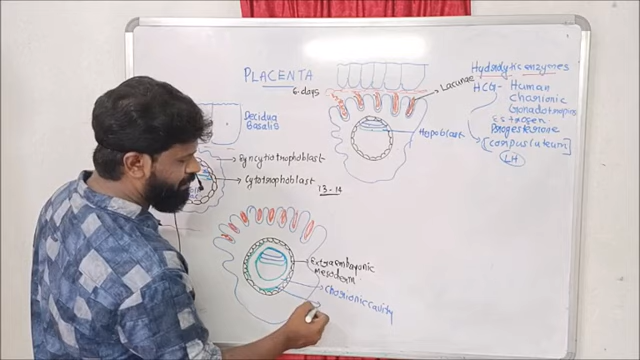 PLACENTA
6-days
Lacunae
Hydrolytic enzymes
HCG- Human
chorionic
Gonadotropins
Estrogen
Progesterone
[corpus luteum]
LH
Decidua
Basalis
Hypoblast
Syncytiotrophoblast
Cytotrophoblast
13-14
Extraembryonic
Mesoderm
Chorionic cavity